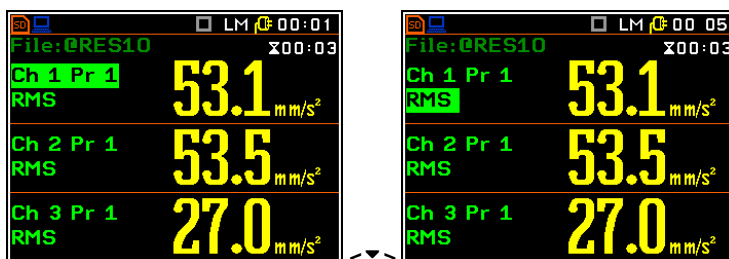 SD LM 00:01
File:@RES10 00:03
Ch 1 Pr 1
RMS
53.1 mm/s²
Ch 2 Pr 1
RMS
53.5 mm/s²
Ch 3 Pr 1
RMS
27.0 mm/s²
SD LM 00 05
File:@RES10 00:03
Ch 1 Pr 1
RMS
53.1 mm/s²
Ch 2 Pr 1
RMS
53.5 mm/s²
Ch 3 Pr 1
RMS
27.0 mm/s²